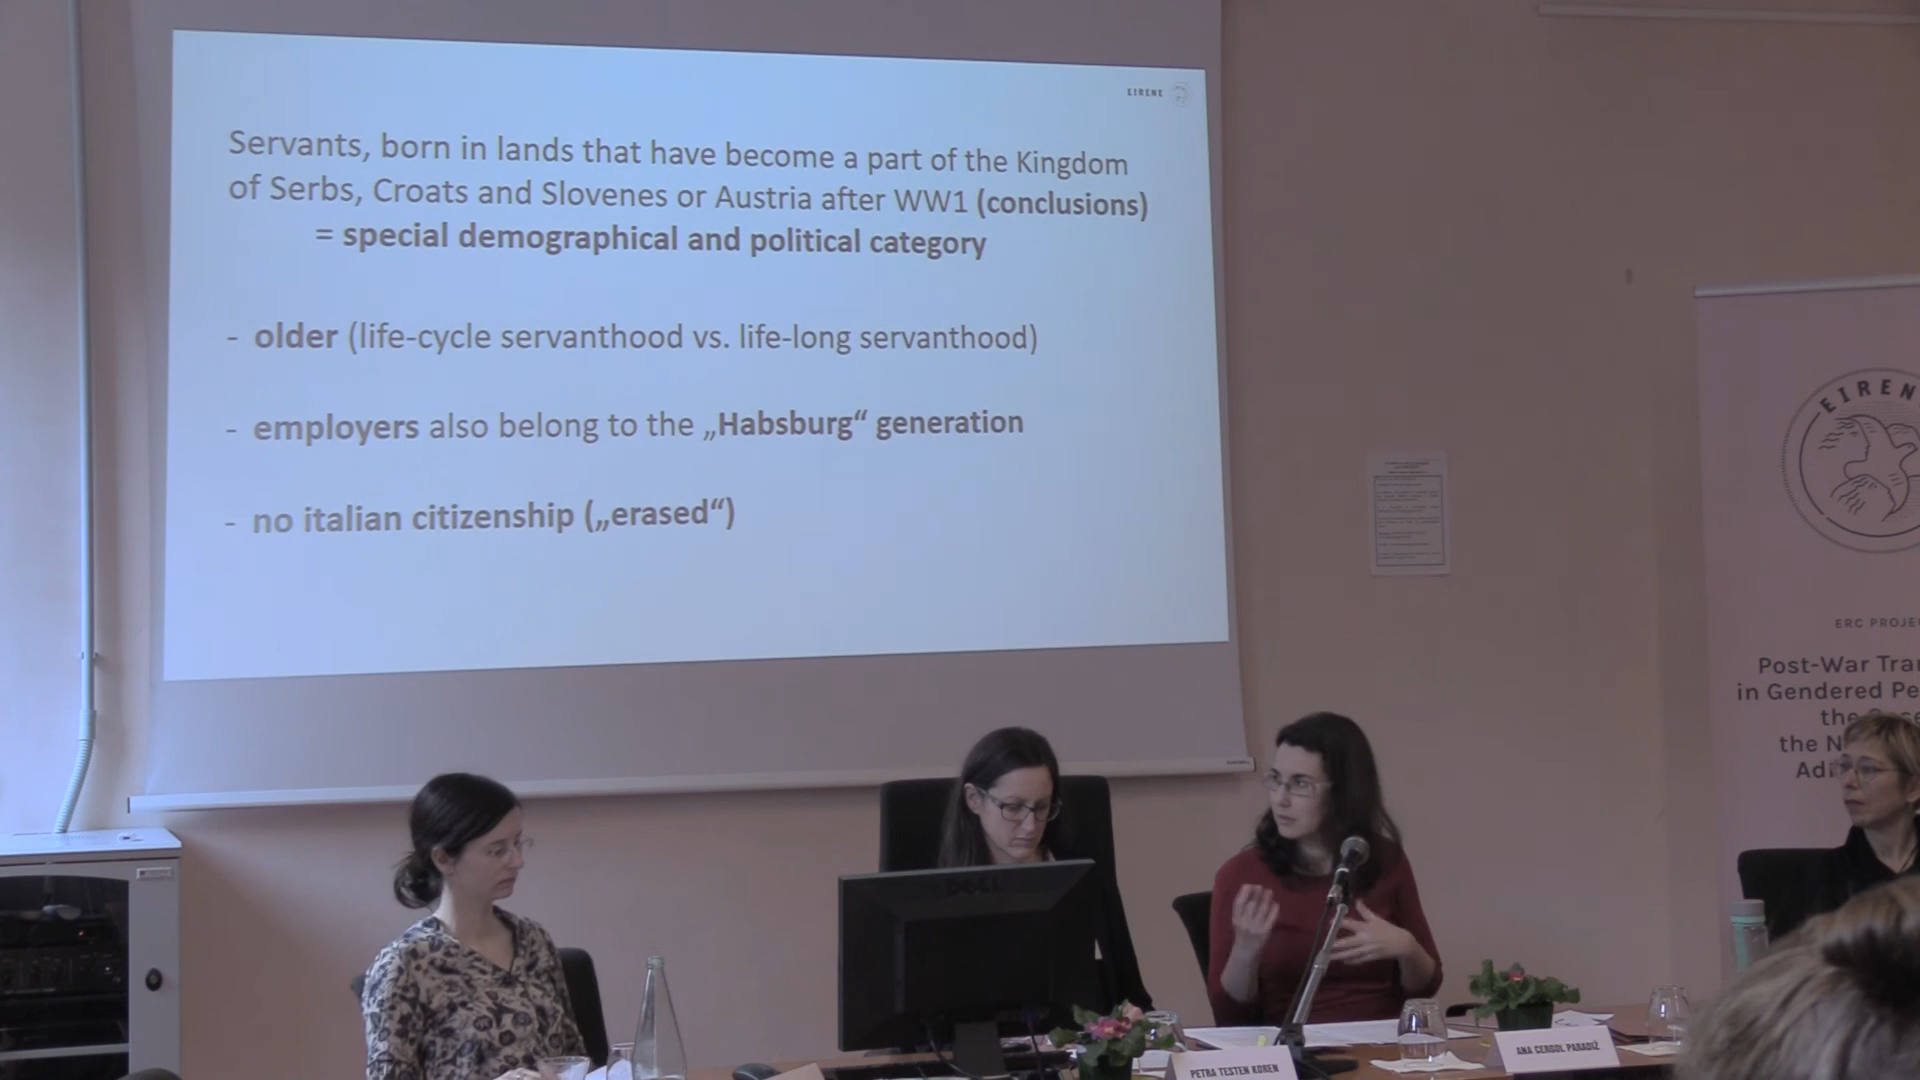 EIRENE
Servants, born in lands that have become a part of the Kingdom
of Serbs, Croats and Slovenes or Austria after WW1 (conclusions)
= special demographical and political category
- older (life-cycle servanthood vs. life-long servanthood)
- employers also belong to the „Habsburg“ generation
- no italian citizenship („erased“)
EIREN
ERC PROJE
Post-War Tra
in Gendered Pe
the
the N
Adi
DELL
PETRA TESTEN KOREN
ANA CERGOL PARADIŽ